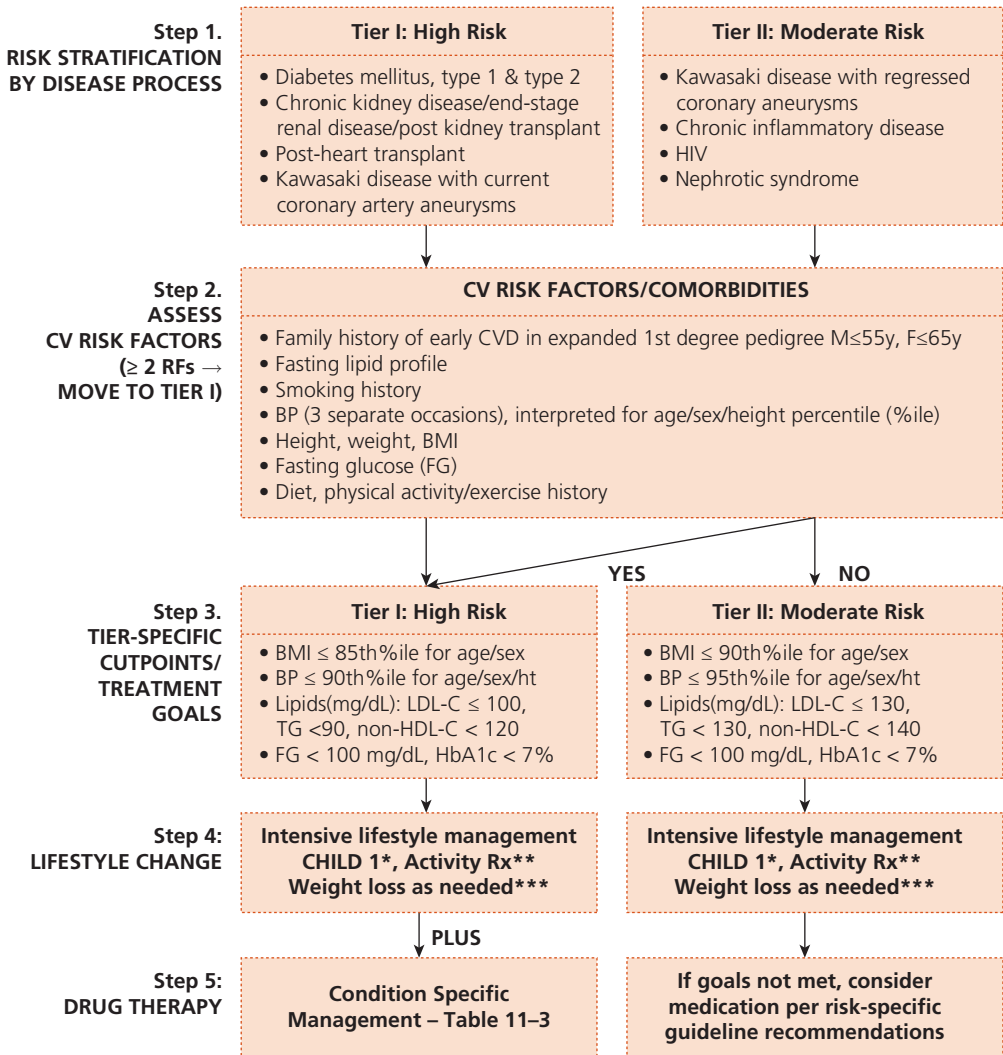 Step 1.
RISK STRATIFICATION
BY DISEASE PROCESS
Tier I: High Risk
• Diabetes mellitus, type 1 & type 2
• Chronic kidney disease/end-stage
renal disease/post kidney transplant
• Post-heart transplant
• Kawasaki disease with current
coronary artery aneurysms
Tier II: Moderate Risk
• Kawasaki disease with regressed
coronary aneurysms
• Chronic inflammatory disease
• HIV
• Nephrotic syndrome
Step 2.
ASSESS
CV RISK FACTORS
(≥ 2 RFs →
MOVE TO TIER I)
CV RISK FACTORS/COMORBIDITIES
• Family history of early CVD in expanded 1st degree pedigree M≤55y, F≤65y
• Fasting lipid profile
• Smoking history
• BP (3 separate occasions), interpreted for age/sex/height percentile (%ile)
• Height, weight, BMI
• Fasting glucose (FG)
• Diet, physical activity/exercise history
YES
NO
Step 3.
TIER-SPECIFIC
CUTPOINTS/
TREATMENT
GOALS
Tier I: High Risk
• BMI ≤ 85th%ile for age/sex
• BP ≤ 90th%ile for age/sex/ht
• Lipids(mg/dL): LDL-C ≤ 100,
TG <90, non-HDL-C < 120
• FG < 100 mg/dL, HbA1c < 7%
Tier II: Moderate Risk
• BMI ≤ 90th%ile for age/sex
• BP ≤ 95th%ile for age/sex/ht
• Lipids(mg/dL): LDL-C ≤ 130,
TG < 130, non-HDL-C < 140
• FG < 100 mg/dL, HbA1c < 7%
Step 4:
LIFESTYLE CHANGE
Intensive lifestyle management
CHILD 1*, Activity Rx**
Weight loss as needed***
Intensive lifestyle management
CHILD 1*, Activity Rx**
Weight loss as needed***
PLUS
Step 5:
DRUG THERAPY
Condition Specific
Management – Table 11–3
If goals not met, consider
medication per risk-specific
guideline recommendations